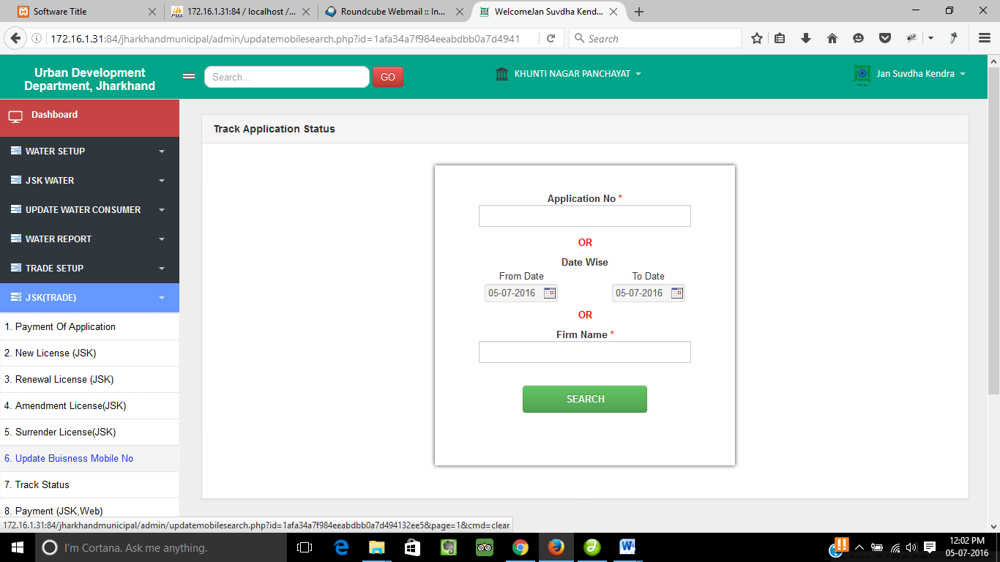 Software Title
172.16.1.31:84 / localhost /...
Roundcube Webmail :: In...
WelcomeJan Suvdha Kend...
172.16.1.31:84/jharkhandmunicipal/admin/updatemobilesearch.php?id=1afa34a7f984eeabdbb0a7d4941
Search
Urban Development
Department, Jharkhand
Search...
GO
KHUNTI NAGAR PANCHAYAT
Jan Suvdha Kendra
Dashboard
WATER SETUP
JSK WATER
UPDATE WATER CONSUMER
WATER REPORT
TRADE SETUP
JSK(TRADE)
1. Payment Of Application
2. New License (JSK)
3. Renewal License (JSK)
4. Amendment License(JSK)
5. Surrender License(JSK)
6. Update Buisness Mobile No
7. Track Status
8. Payment (JSK,Web)
Track Application Status
Application No *
OR
Date Wise
From Date To Date
05-07-2016 05-07-2016
OR
Firm Name *
SEARCH
172.16.1.31:84/jharkhandmunicipal/admin/updatemobilesearch.php?id=1afa34a7f984eeabdbb0a7d494132ee5&page=1&cmd=clear
I'm Cortana. Ask me anything.
12:02 PM
05-07-2016